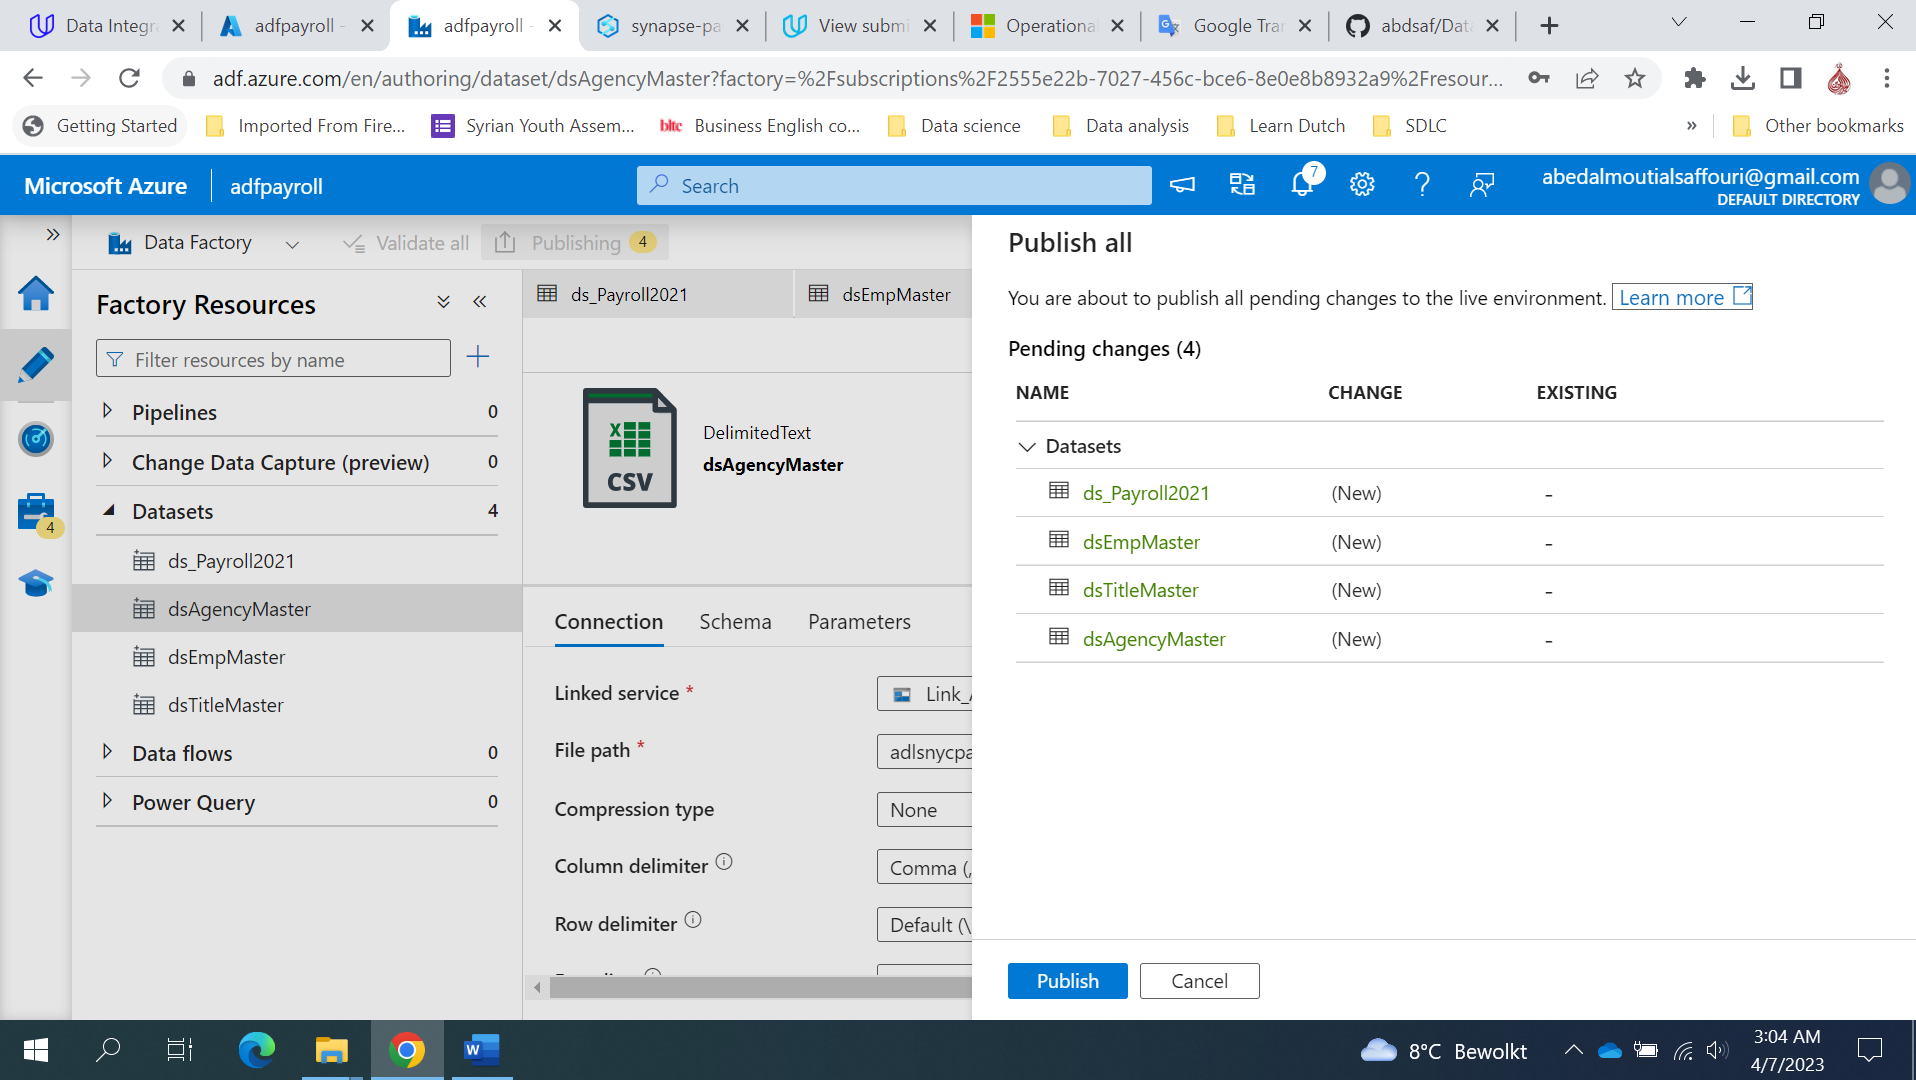 Data Integr
adfpayroll -
adfpayroll -
synapse-pa
View submi
Operational
Google Tran
abdsaf/Data
adf.azure.com/en/authoring/dataset/dsAgencyMaster?factory=%2Fsubscriptions%2F2555e22b-7027-456c-bce6-8e0e8b8932a9%2Fresour...
Getting Started
Imported From Fire...
Syrian Youth Assem...
bltc Business English co...
Data science
Data analysis
Learn Dutch
SDLC
»
Other bookmarks
Microsoft Azure
adfpayroll
Search
7
abedalmoutialsaffouri@gmail.com
DEFAULT DIRECTORY
Data Factory
Validate all
Publishing 4
Factory Resources
Filter resources by name
Pipelines 0
Change Data Capture (preview) 0
Datasets 4
ds_Payroll2021
dsAgencyMaster
dsEmpMaster
dsTitleMaster
Data flows 0
Power Query 0
4
ds_Payroll2021
dsEmpMaster
CSV
DelimitedText
dsAgencyMaster
Connection
Schema
Parameters
Linked service *
File path *
adlsnycpa
Compression type
None
Column delimiter
Comma (,
Row delimiter
Default (\
Publish all
You are about to publish all pending changes to the live environment. Learn more
Pending changes (4)
NAME CHANGE EXISTING
Datasets
ds_Payroll2021 (New) -
dsEmpMaster (New) -
dsTitleMaster (New) -
dsAgencyMaster (New) -
Publish
Cancel
8°C Bewolkt
3:04 AM
4/7/2023